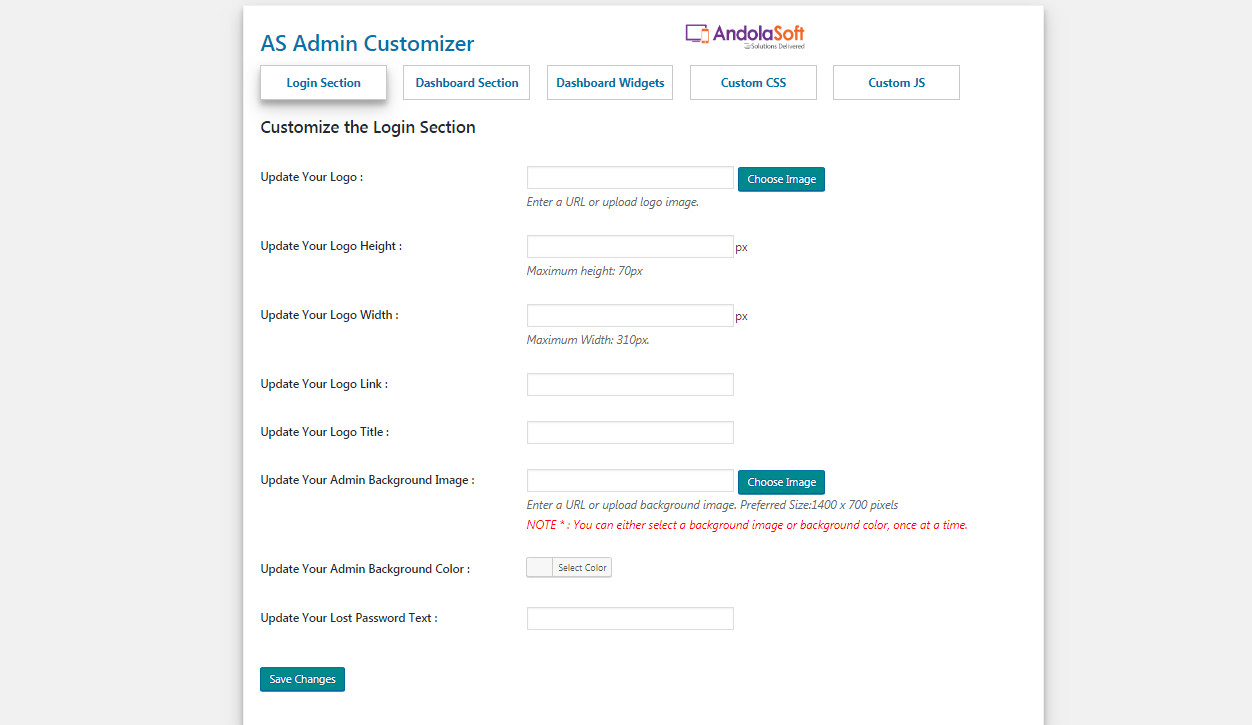 AS Admin Customizer
AndolaSoft
Solutions Delivered
Login Section
Dashboard Section
Dashboard Widgets
Custom CSS
Custom JS
Customize the Login Section
Update Your Logo :
Choose Image
Enter a URL or upload logo image.
Update Your Logo Height :
px
Maximum height: 70px
Update Your Logo Width :
px
Maximum Width: 310px.
Update Your Logo Link :
Update Your Logo Title :
Update Your Admin Background Image :
Choose Image
Enter a URL or upload background image. Preferred Size:1400 x 700 pixels
NOTE * : You can either select a background image or background color, once at a time.
Update Your Admin Background Color :
Select Color
Update Your Lost Password Text :
Save Changes